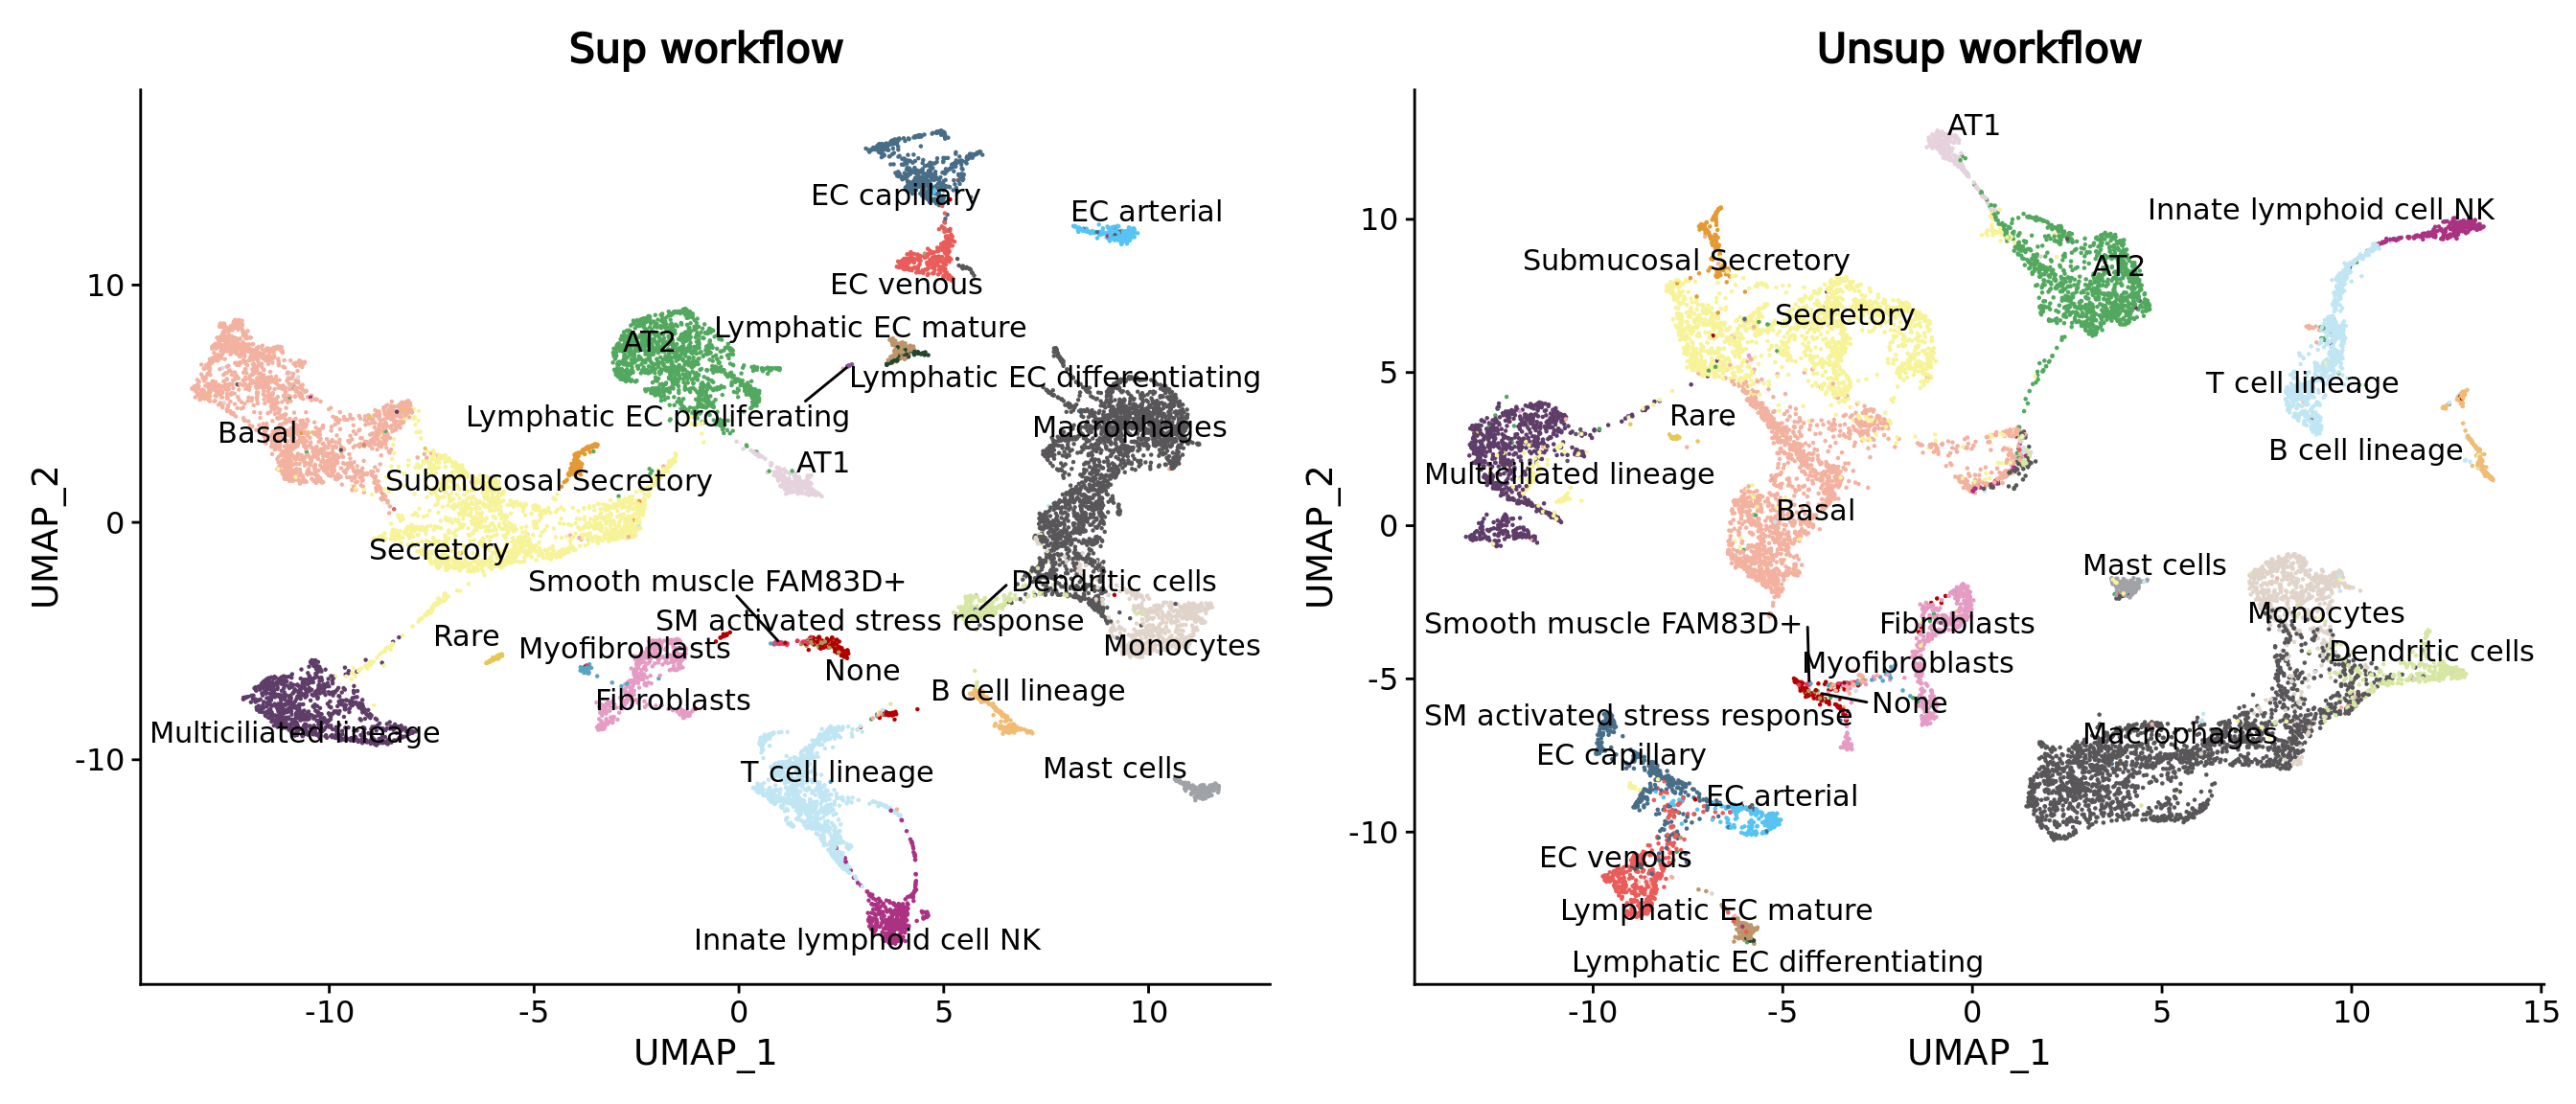 Sup workflow
EC capillary
EC arterial
EC venous
Lymphatic EC mature
AT2
Lymphatic EC differentiating
Lymphatic EC proliferating
Macrophages
Basal
AT1
Submucosal Secretory
Secretory
Smooth muscle FAM83D+
Dendritic cells
SM activated stress response
Rare
Myofibroblasts
Monocytes
None
B cell lineage
Fibroblasts
Multiciliated lineage
T cell lineage
Mast cells
Innate lymphoid cell NK
10
0
-10
UMAP_2
-10
-5
0
5
10
UMAP_1
Unsup workflow
AT1
Innate lymphoid cell NK
Submucosal Secretory
AT2
Secretory
T cell lineage
Rare
B cell lineage
Multiciliated lineage
Basal
Mast cells
Monocytes
Smooth muscle FAM83D+
Fibroblasts
Dendritic cells
Myofibroblasts
None
SM activated stress response
Macrophages
EC capillary
EC arterial
EC venous
Lymphatic EC mature
Lymphatic EC differentiating
10
5
0
-5
-10
UMAP_2
-10
-5
0
5
10
15
UMAP_1